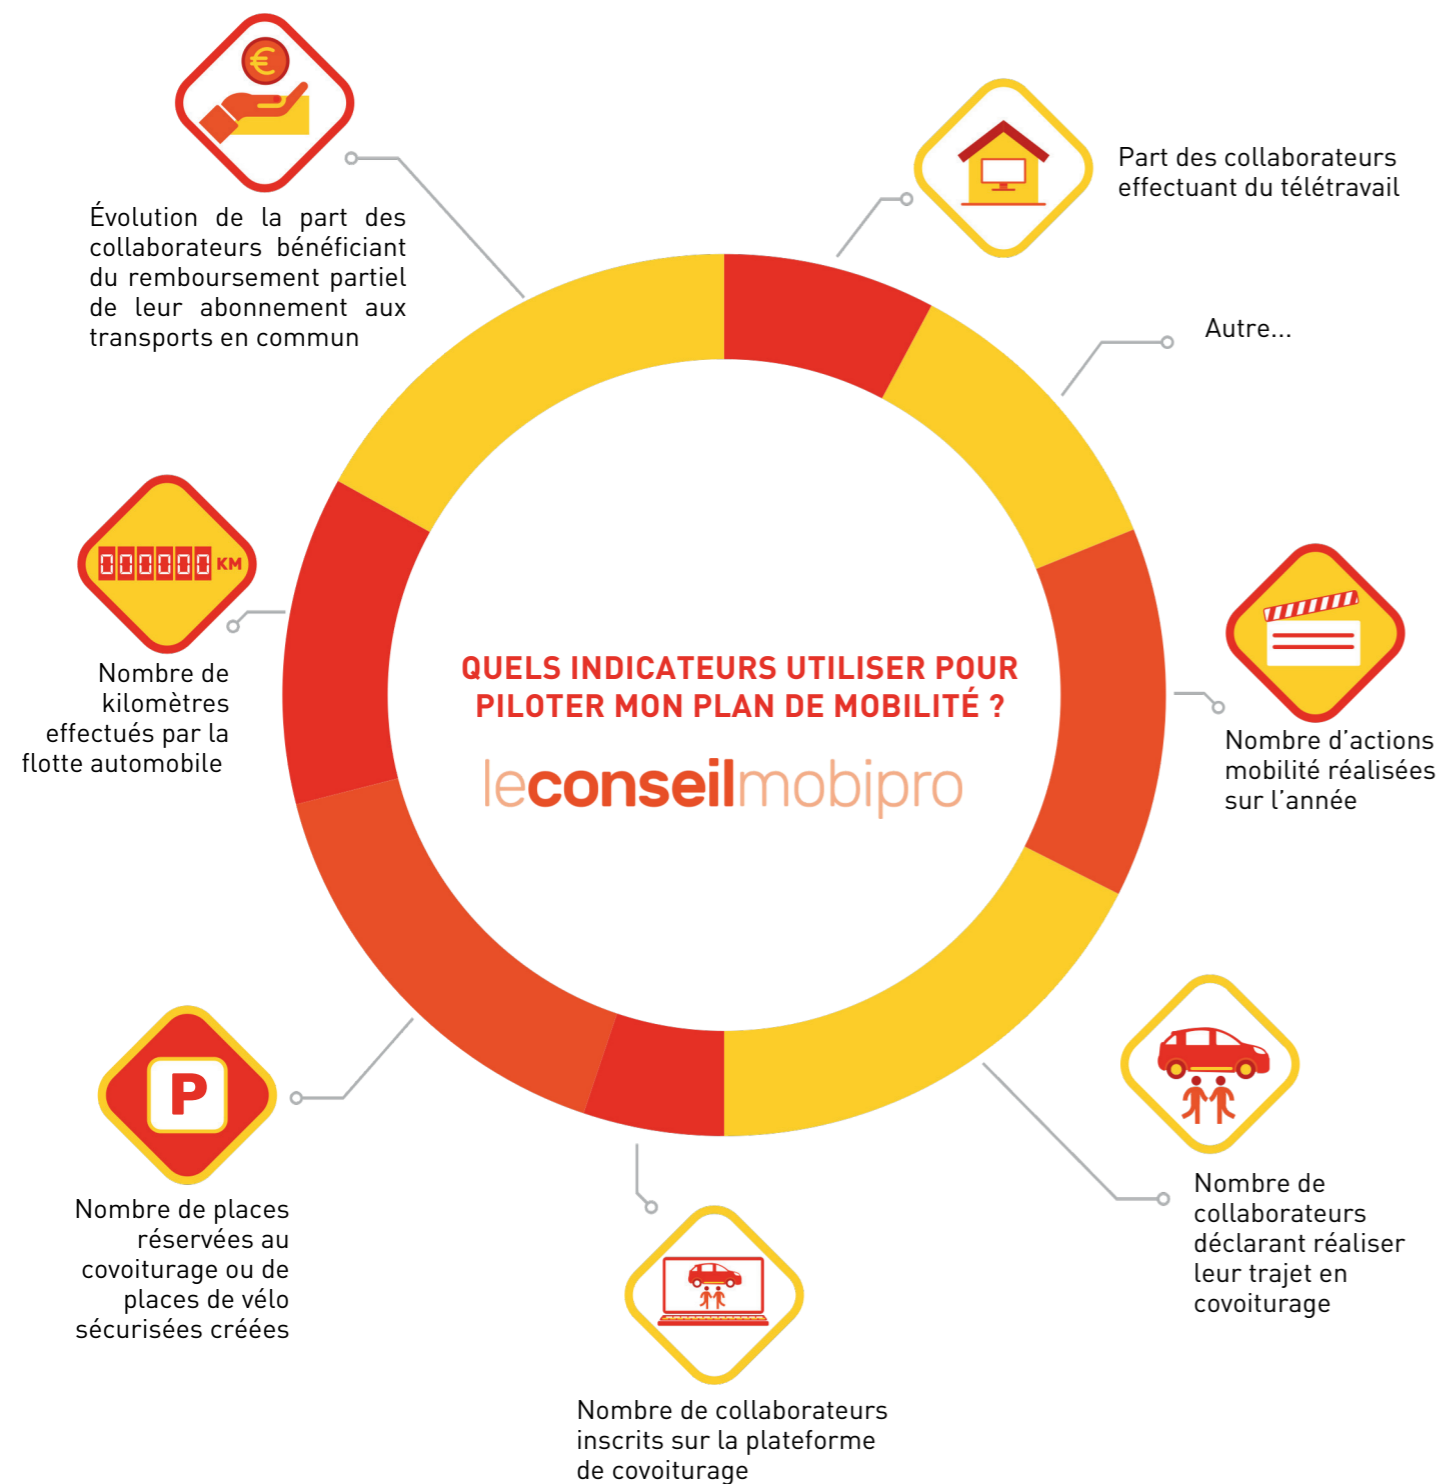 Évolution de la part des
collaborateurs bénéficiant
du remboursement partiel
de leur abonnement aux
transports en commun
Part des collaborateurs
effectuant du télétravail
Autre...
000000 KM
Nombre de
kilomètres
effectués par la
flotte automobile
QUELS INDICATEURS UTILISER POUR
PILOTER MON PLAN DE MOBILITÉ ?
leconseilmobipro
Nombre d'actions
mobilité réalisées
sur l'année
P
Nombre de places
réservées au
covoiturage ou de
places de vélo
sécurisées créées
Nombre de
collaborateurs
déclarant réaliser
leur trajet en
covoiturage
Nombre de collaborateurs
inscrits sur la plateforme
de covoiturage